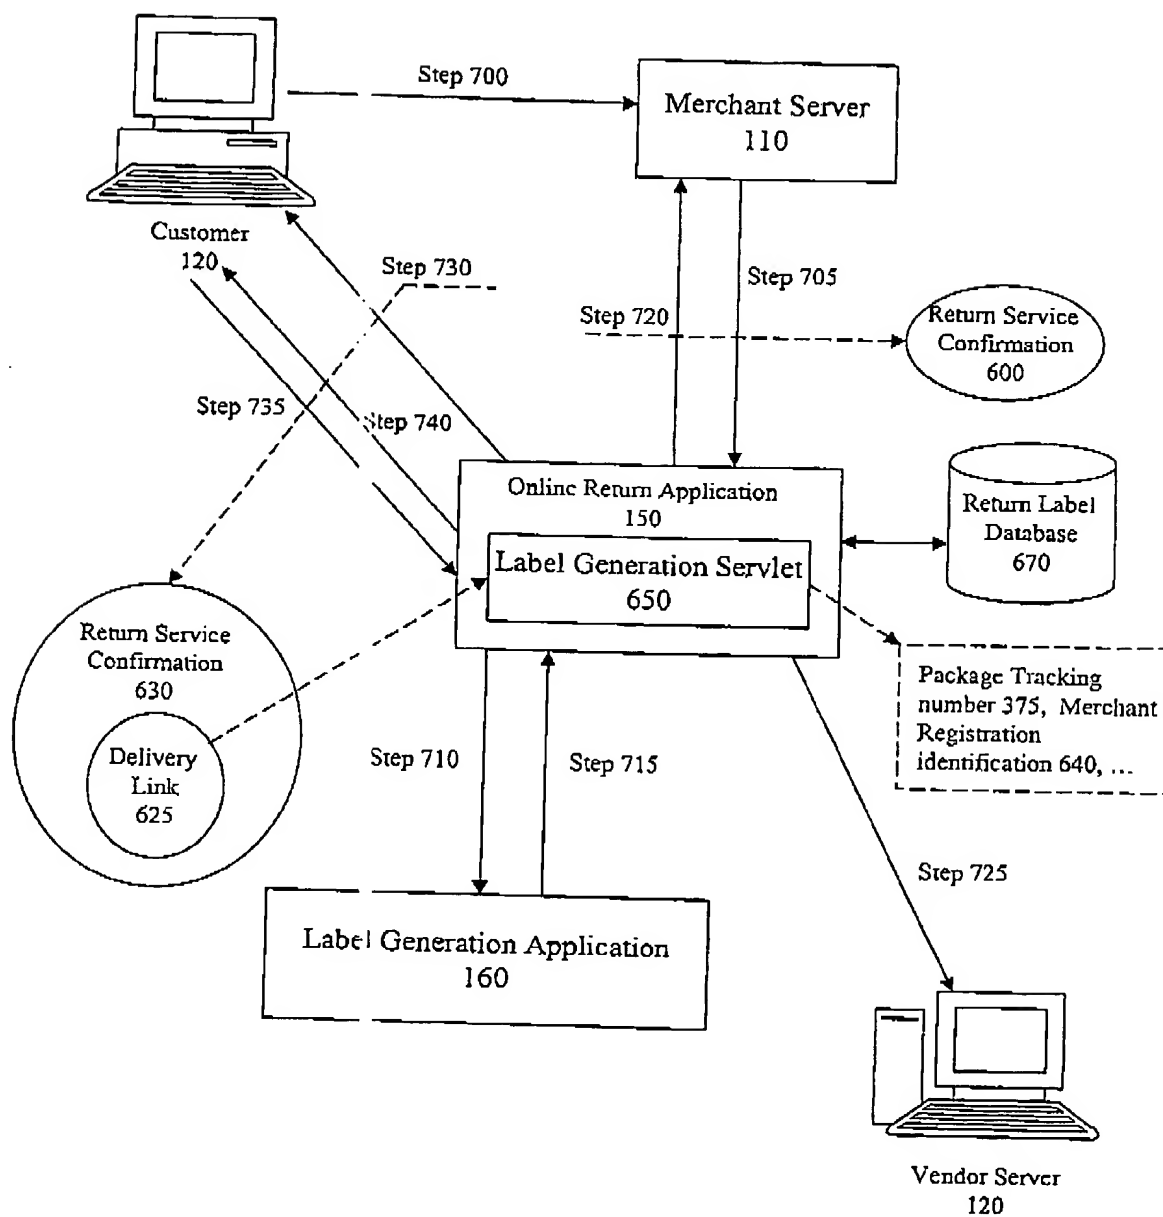 Step 700
Merchant Server
110
Customer
120
Step 730
Step 705
Step 720
Return Service
Confirmation
600
Step 735
Step 740
Online Return Application
150
Label Generation Servlet
650
Return Label
Database
670
Return Service
Confirmation
630
Delivery
Link
625
Package Tracking
number 375, Merchant
Registration
identification 640, ...
Step 710
Step 715
Step 725
Label Generation Application
160
Vendor Server
120